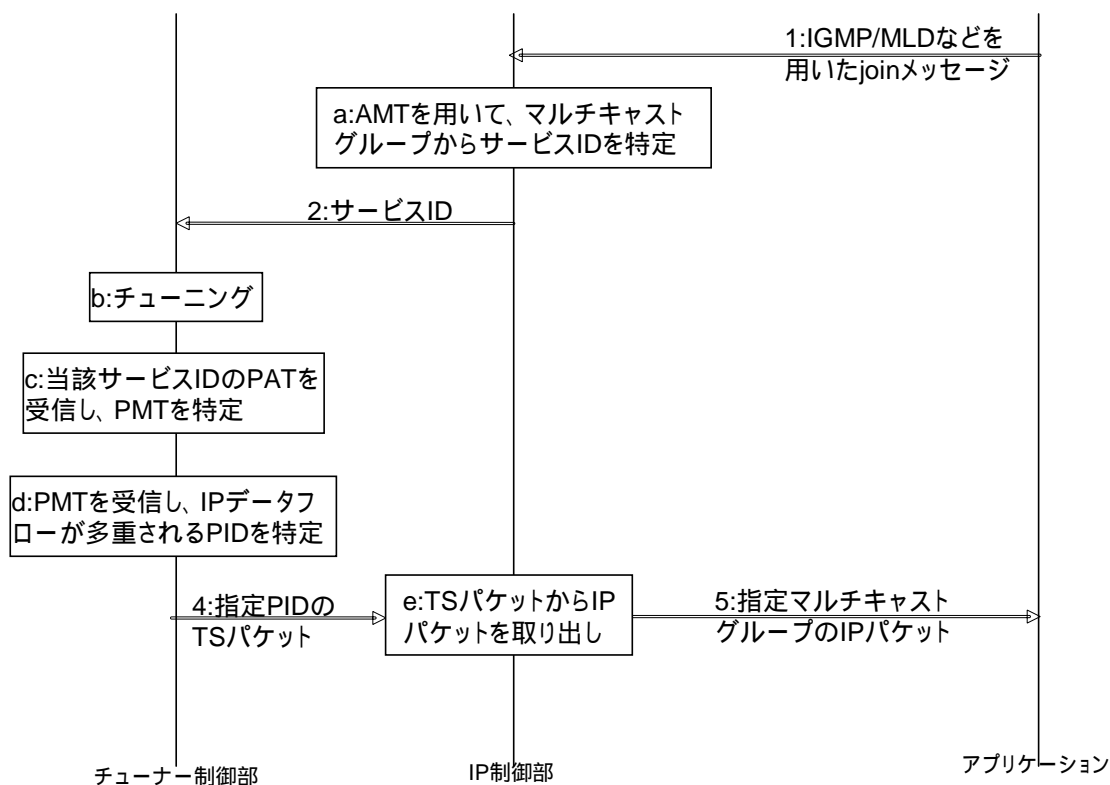 1:IGMP/MLDなどを
用いたjoinメッセージ
a:AMTを用いて、マルチキャスト
グループからサービスIDを特定
2:サービスID
b:チューニング
c:当該サービスIDのPATを
受信し、PMTを特定
d:PMTを受信し、IPデータフ
ローが多重されるPIDを特定
4:指定PIDの
TSパケット
e:TSパケットからIP
パケットを取り出し
5:指定マルチキャスト
グループのIPパケット
チューナー制御部
IP制御部
アプリケーション